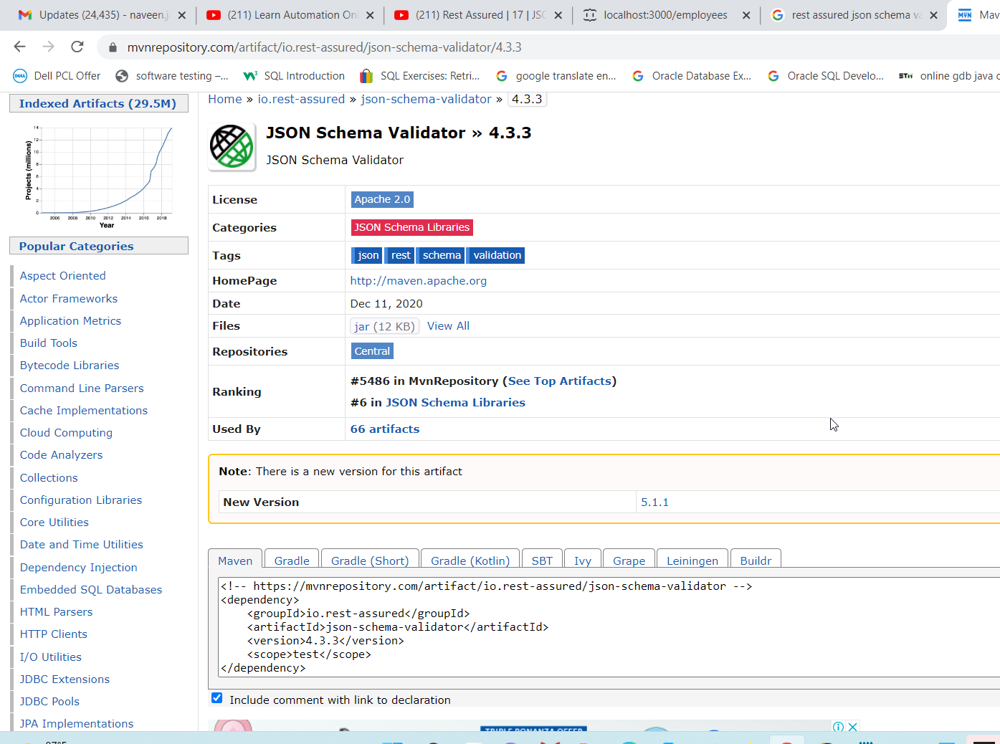 Updates (24,435) - naveen.j
(211) Learn Automation On
(211) Rest Assured | 17 | JSO
localhost:3000/employees
rest assured json schema va
MVN
Mav
mvnrepository.com/artifact/io.rest-assured/json-schema-validator/4.3.3
DELL
Dell PCL Offer
software testing –...
SQL Introduction
SQL Exercises: Retri...
google translate en...
Oracle Database Ex...
Oracle SQL Develo...
online gdb java c
Indexed Artifacts (29.5M)
Projects (millions)
14
12
10
8
6
4
2
0
2006 2008 2010 2012 2014 2016 2018
Year
Popular Categories
Aspect Oriented
Actor Frameworks
Application Metrics
Build Tools
Bytecode Libraries
Command Line Parsers
Cache Implementations
Cloud Computing
Code Analyzers
Collections
Configuration Libraries
Core Utilities
Date and Time Utilities
Dependency Injection
Embedded SQL Databases
HTML Parsers
HTTP Clients
I/O Utilities
JDBC Extensions
JDBC Pools
JPA Implementations
Home » io.rest-assured » json-schema-validator » 4.3.3
JSON Schema Validator » 4.3.3
JSON Schema Validator
License Apache 2.0
Categories JSON Schema Libraries
Tags json rest schema validation
HomePage http://maven.apache.org
Date Dec 11, 2020
Files jar (12 KB) View All
Repositories Central
Ranking #5486 in MvnRepository (See Top Artifacts)
#6 in JSON Schema Libraries
Used By 66 artifacts
Note: There is a new version for this artifact
New Version 5.1.1
Maven Gradle Gradle (Short) Gradle (Kotlin) SBT Ivy Grape Leiningen Buildr
<!-- https://mvnrepository.com/artifact/io.rest-assured/json-schema-validator -->
<dependency>
    <groupId>io.rest-assured</groupId>
    <artifactId>json-schema-validator</artifactId>
    <version>4.3.3</version>
    <scope>test</scope>
</dependency>
Include comment with link to declaration
TRIPLE BONANZA OFFER